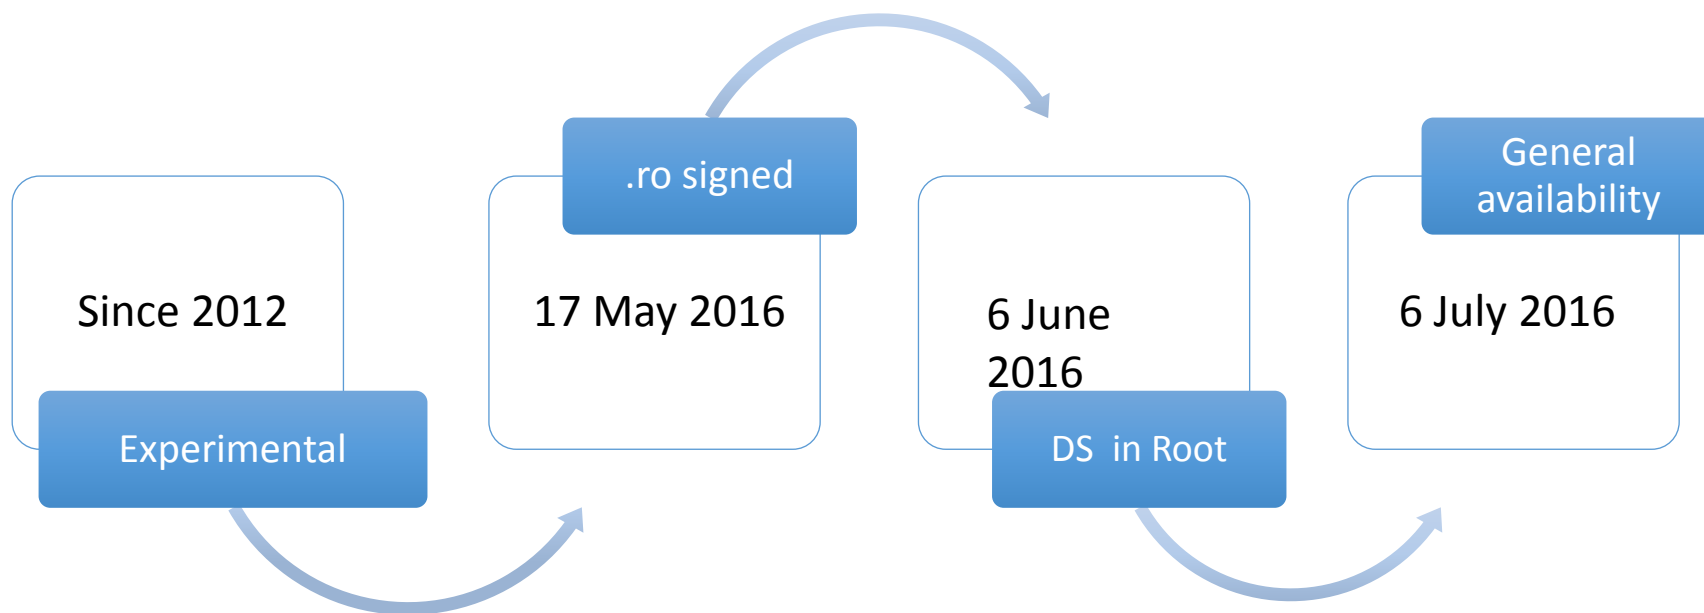 Since 2012
Experimental
.ro signed
17 May 2016
6 June
2016
DS  in Root
General
availability
6 July 2016